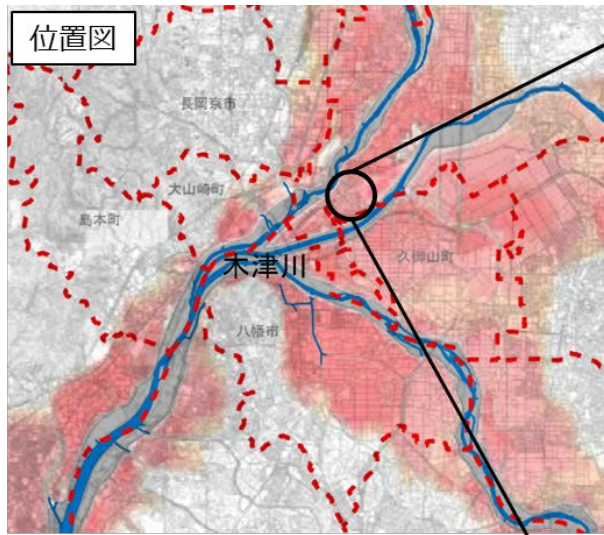 位置図
長岡京市
大山崎町
島本町
木津川
久御山町
八幡市